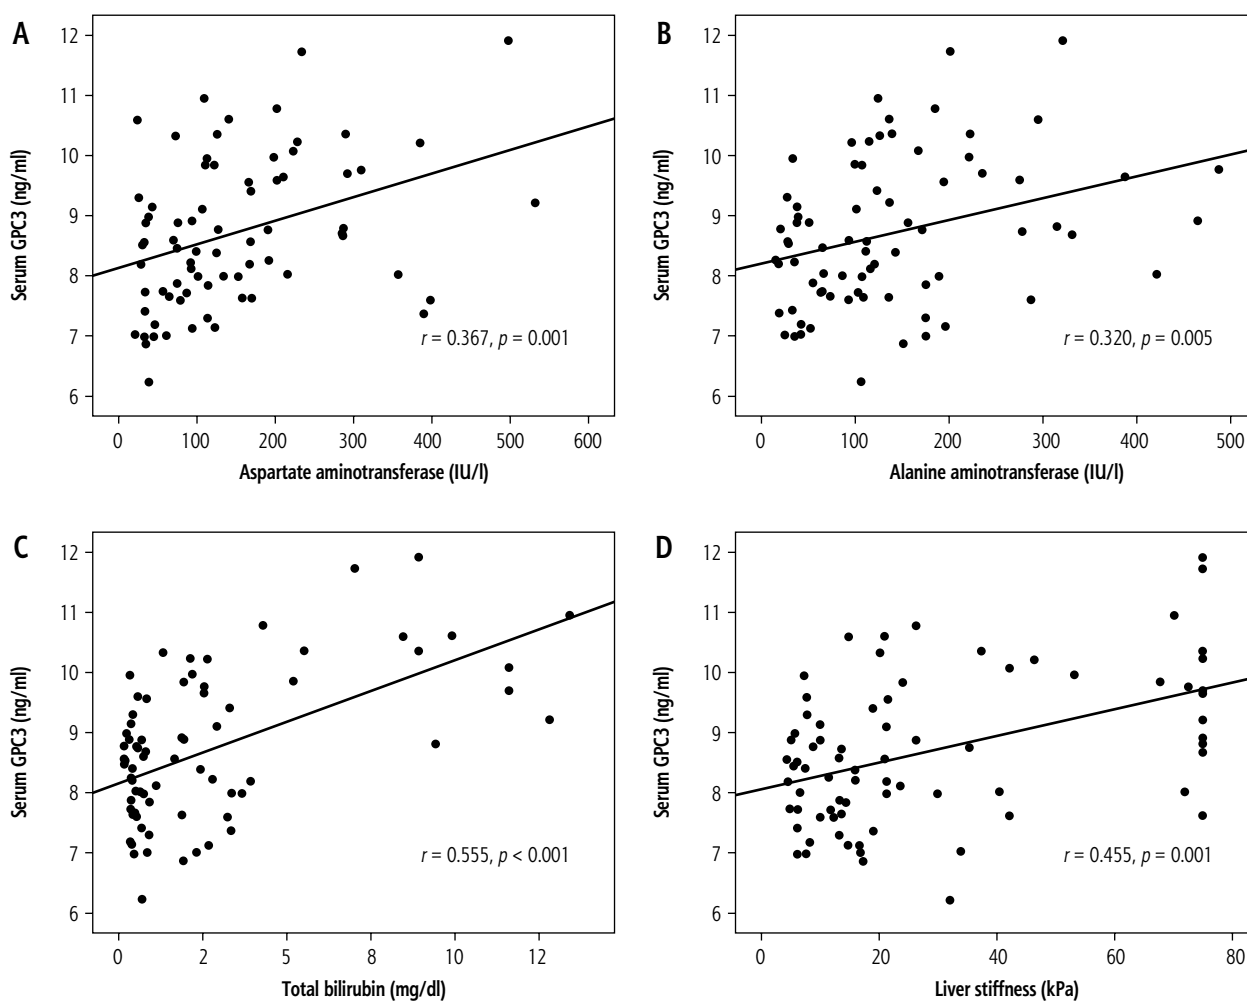 A
Serum GPC3 (ng/ml)
12
11
10
9
8
7
6
r = 0.367, p = 0.001
0 100 200 300 400 500 600
Aspartate aminotransferase (IU/l)
B
Serum GPC3 (ng/ml)
12
11
10
9
8
7
6
r = 0.320, p = 0.005
0 100 200 300 400 500
Alanine aminotransferase (IU/l)
C
Serum GPC3 (ng/ml)
12
11
10
9
8
7
6
r = 0.555, p < 0.001
0 2 5 8 10 12
Total bilirubin (mg/dl)
D
Serum GPC3 (ng/ml)
12
11
10
9
8
7
6
r = 0.455, p = 0.001
0 20 40 60 80
Liver stiffness (kPa)